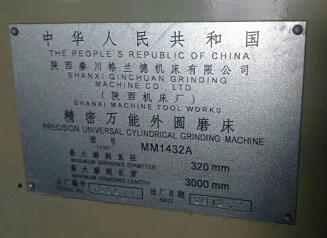 中华人民共和国
THE PEOPLE'S REPUBLIC OF CHINA
陕西秦川格兰德机床有限公司
SHANXI QINCHUAN GRINDING
MACHINE CO., LTD
(陕西机床厂)
SHANXI MACHINE TOOL WORKS
精密万能外圆磨床
PRECISION UNIVERSAL CYLINDRICAL GRINDING MACHINE
型号 MM1432A
TYPE
最大磨削直径 320 mm
MAXIMUM GRINDING DIAMETER
最大磨削长度 3000 mm
MAXIMUM GRINDING LENGTH
出厂编号 出厂日期
SERIAL NO DATE